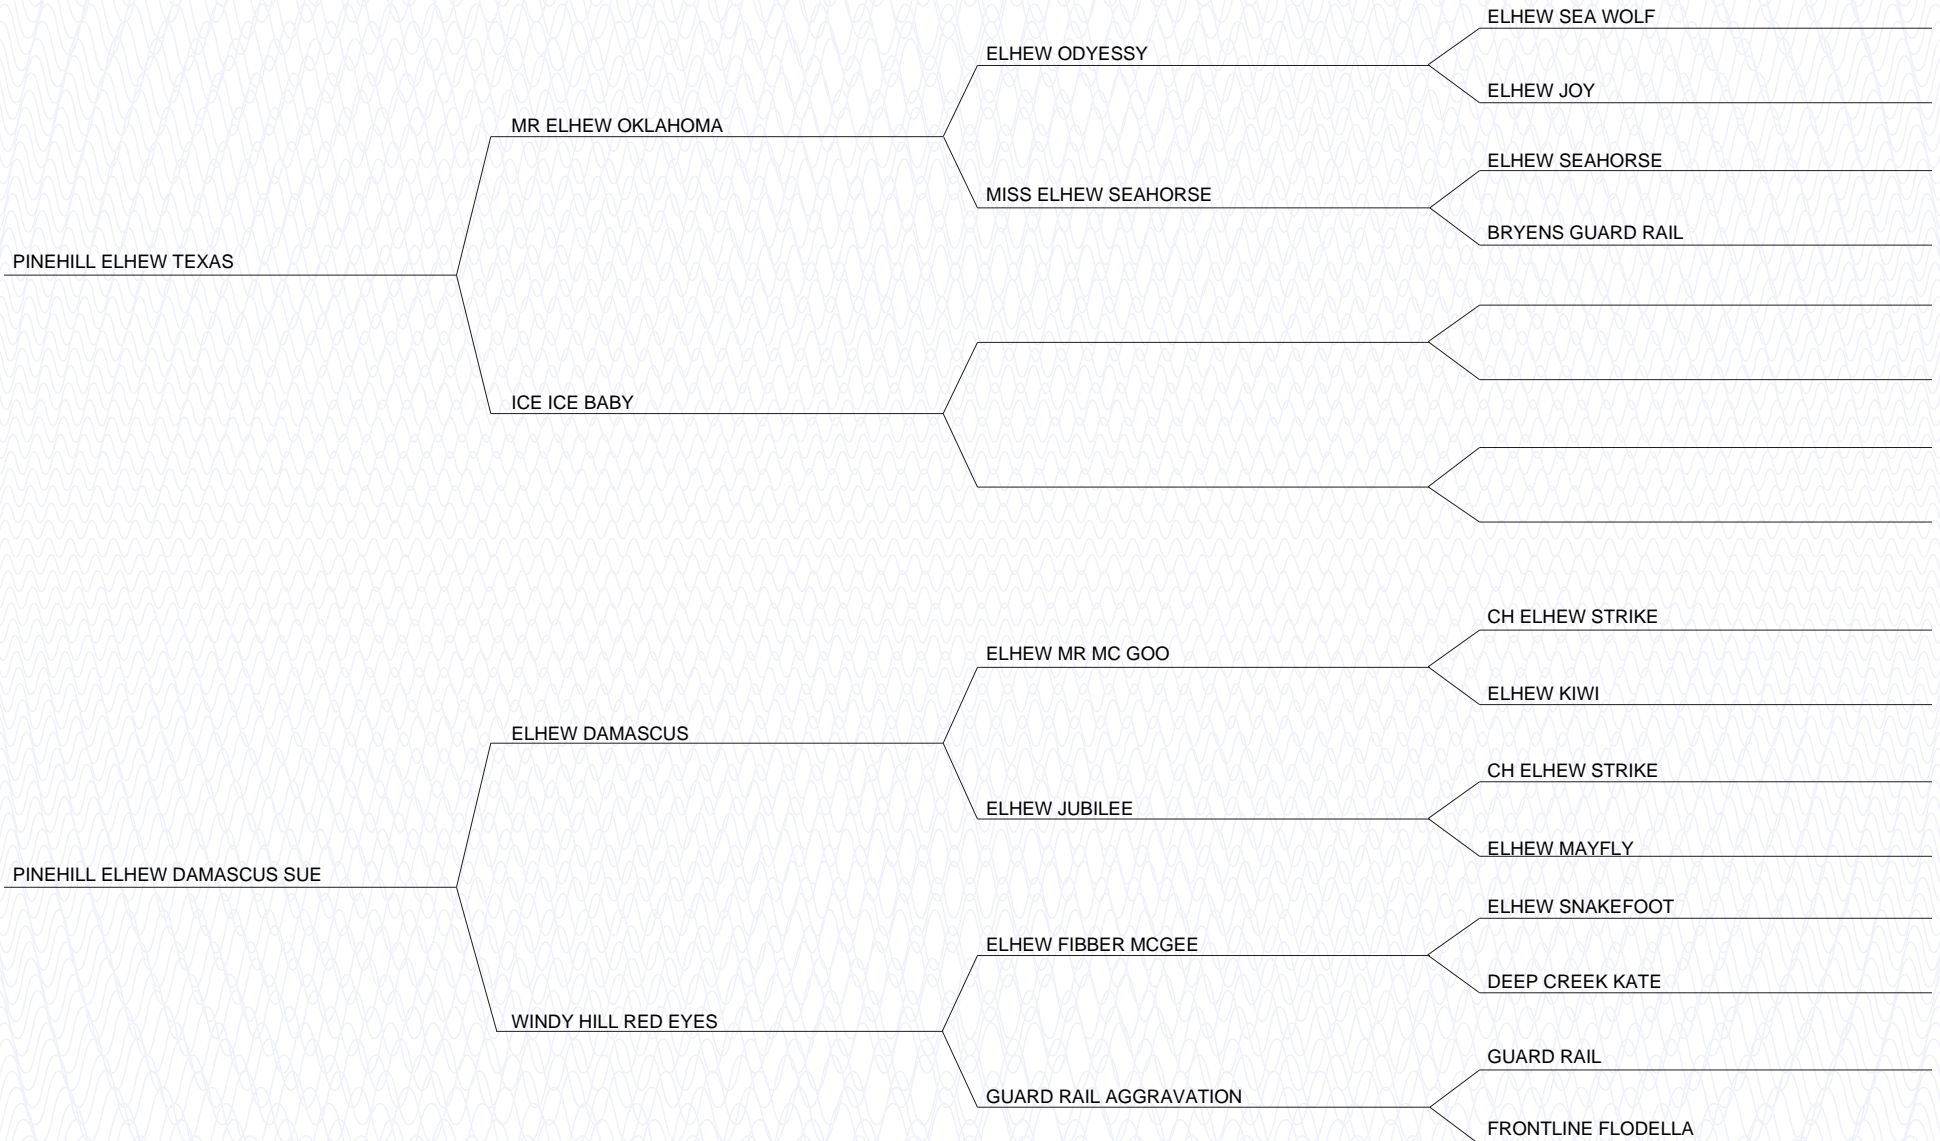 ELHEW SEA WOLF
ELHEW ODYESSY
ELHEW JOY
MR ELHEW OKLAHOMA
ELHEW SEAHORSE
MISS ELHEW SEAHORSE
BRYENS GUARD RAIL
PINEHILL ELHEW TEXAS
ICE ICE BABY
CH ELHEW STRIKE
ELHEW MR MC GOO
ELHEW KIWI
ELHEW DAMASCUS
CH ELHEW STRIKE
ELHEW JUBILEE
ELHEW MAYFLY
PINEHILL ELHEW DAMASCUS SUE
ELHEW SNAKEFOOT
ELHEW FIBBER MCGEE
DEEP CREEK KATE
WINDY HILL RED EYES
GUARD RAIL
GUARD RAIL AGGRAVATION
FRONTLINE FLODELLA